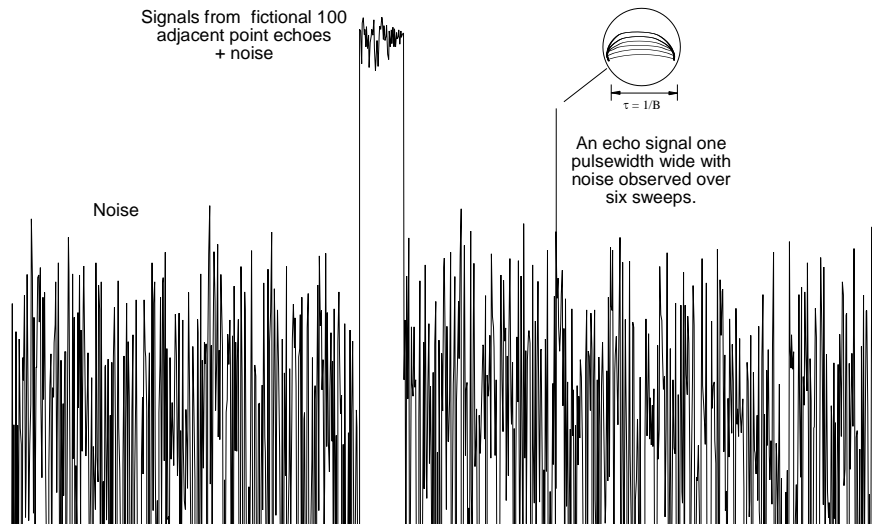 Signals from fictional 100
adjacent point echoes
+ noise
τ = 1/B
An echo signal one
pulsewidth wide with
noise observed over
six sweeps.
Noise